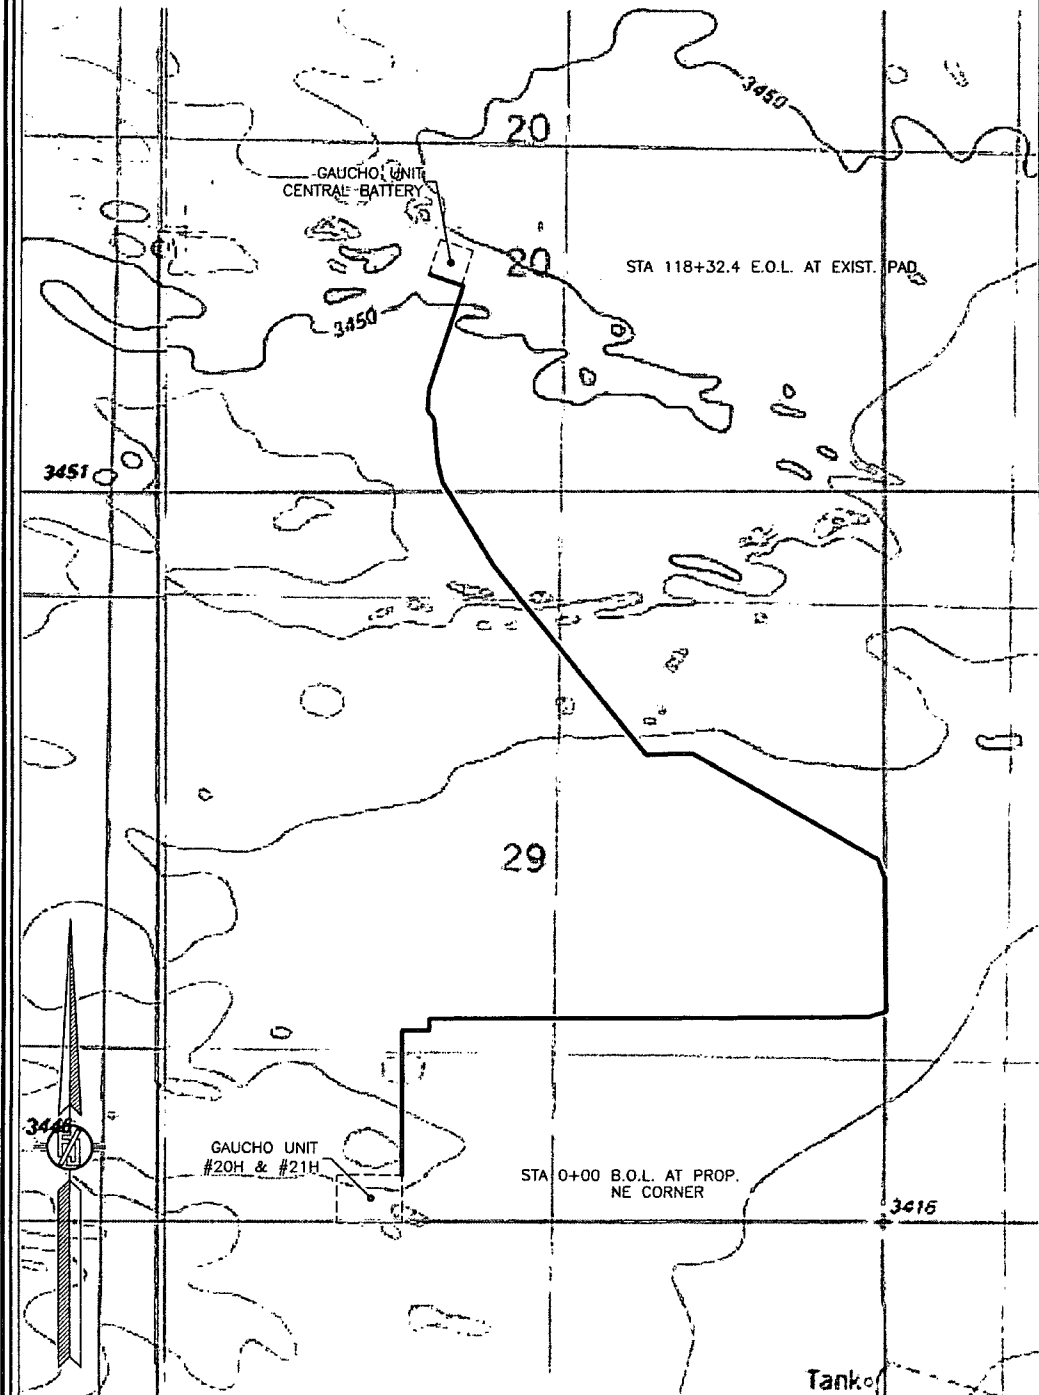 3450
20
GAUCHO UNIT
CENTRAL BATTERY
20
STA 118+32.4 E.O.L. AT EXIST. PAD
3450
3451
29
GAUCHO UNIT
#20H & #21H
STA 0+00 B.O.L. AT PROP.
NE CORNER
3416
Tank